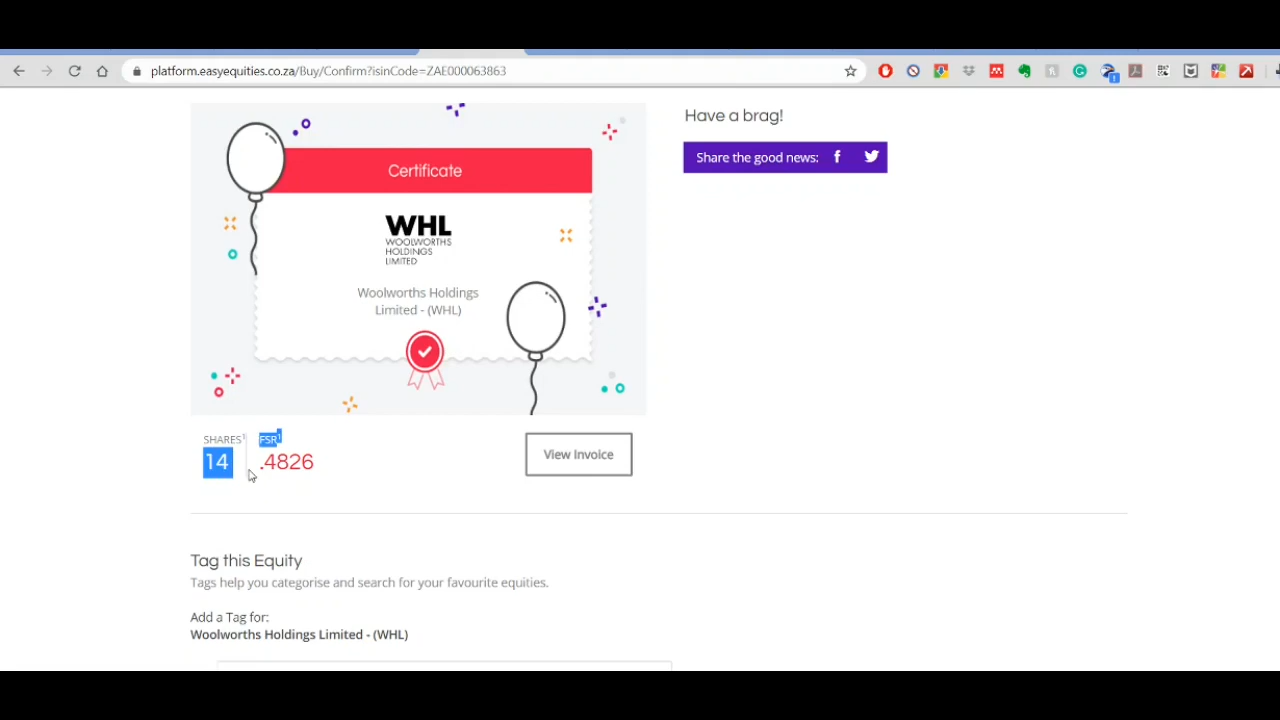 platform.easyequities.co.za/Buy/Confirm?isinCode=ZAE000063863
Certificate
WHL
WOOLWORTHS
HOLDINGS
LIMITED
Woolworths Holdings
Limited - (WHL)
SHARES¹ FSR¹
14 .4826
View Invoice
Have a brag!
Share the good news:
Tag this Equity
Tags help you categorise and search for your favourite equities.
Add a Tag for:
Woolworths Holdings Limited - (WHL)